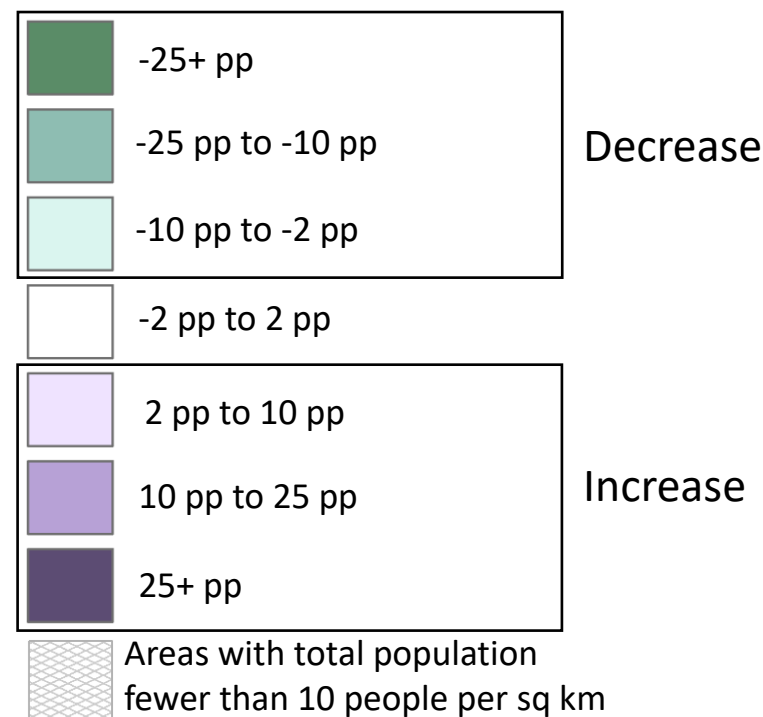 -25+ pp
-25 pp to -10 pp
-10 pp to -2 pp
Decrease
-2 pp to 2 pp
2 pp to 10 pp
10 pp to 25 pp
25+ pp
Increase
Areas with total population
fewer than 10 people per sq km